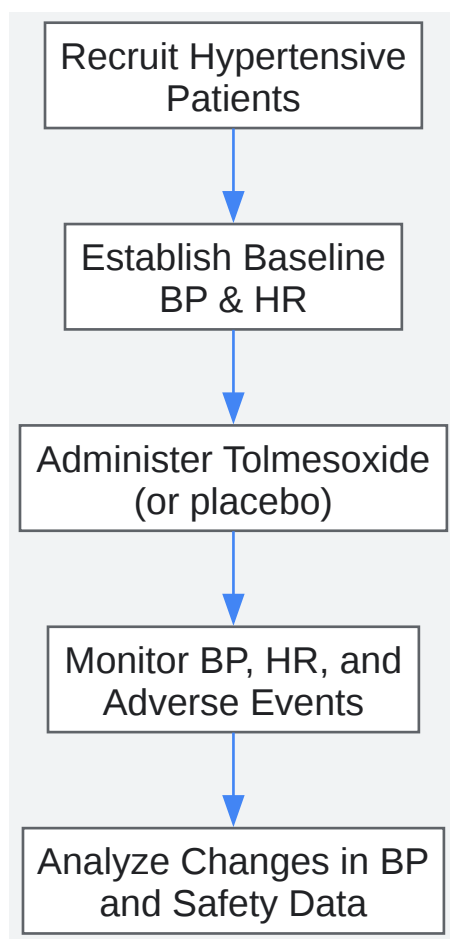 Recruit Hypertensive
Patients
Establish Baseline
BP & HR
Administer Tolmesoxide
(or placebo)
Monitor BP, HR, and
Adverse Events
Analyze Changes in BP
and Safety Data